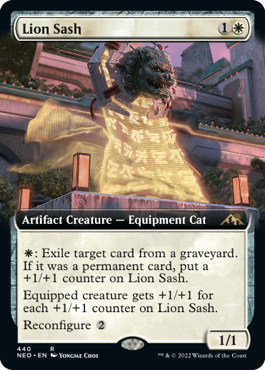 Lion Sash 1
Artifact Creature — Equipment Cat
: Exile target card from a graveyard.
If it was a permanent card, put a
+1/+1 counter on Lion Sash.
Equipped creature gets +1/+1 for
each +1/+1 counter on Lion Sash.
Reconfigure 2
1/1
440 R
NEO • EN YONGJAE CHOI
™ & © 2022 Wizards of the Coast